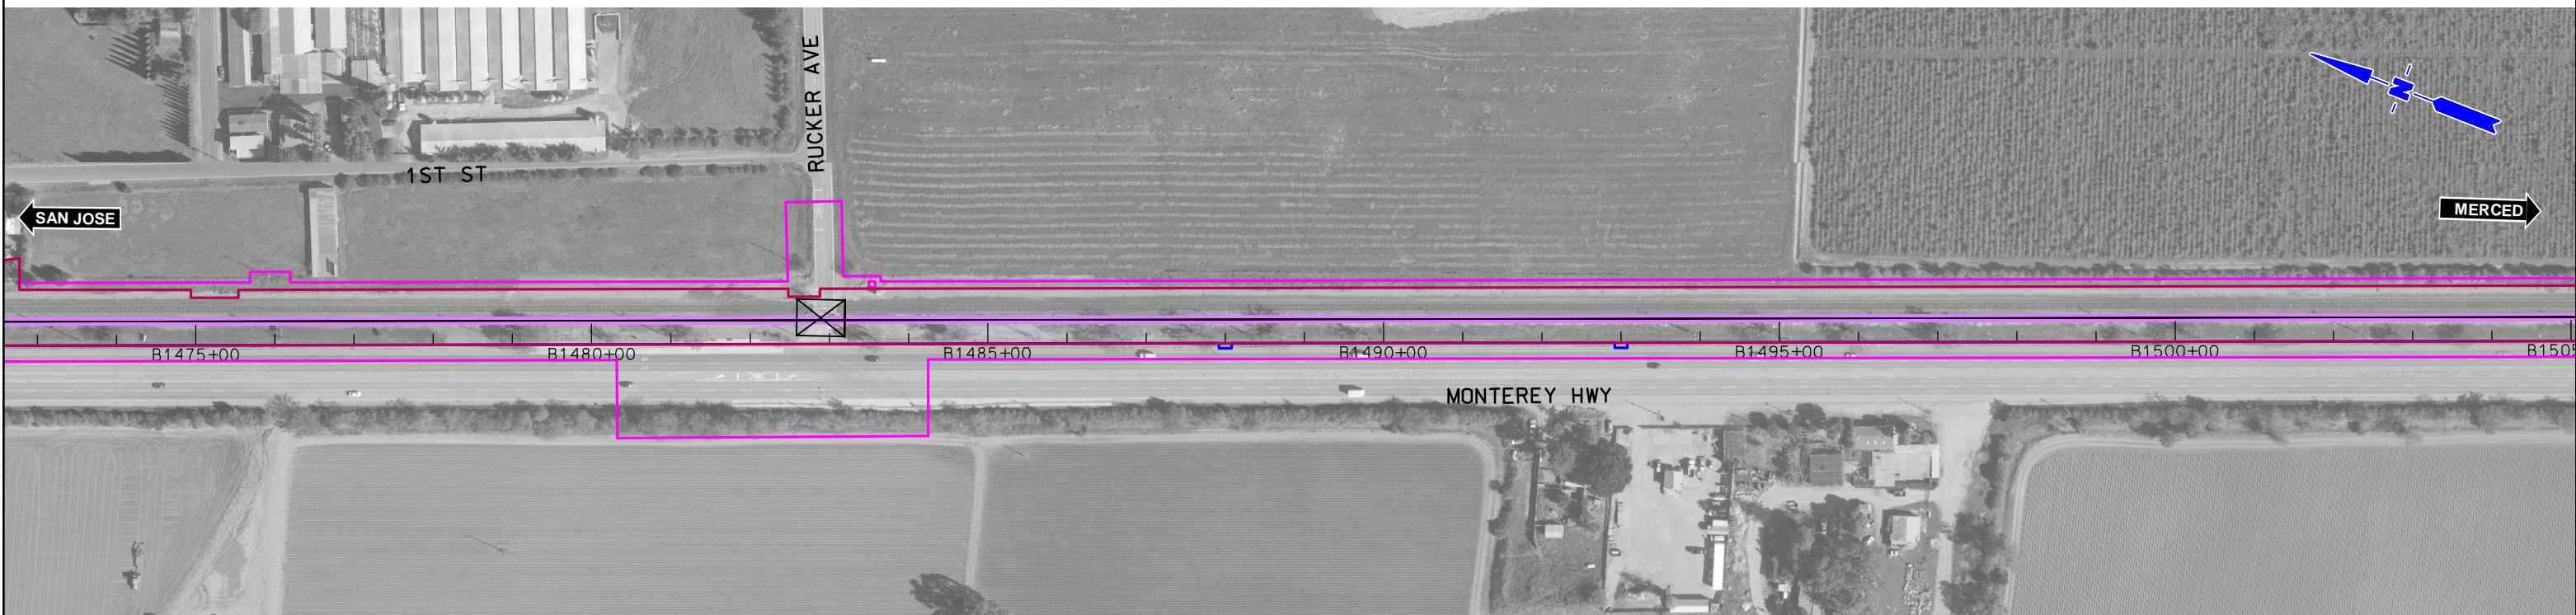 RUCKER AVE
N
1ST ST
SAN JOSE
MERCED
B1475+00
B1480+00
B1485+00
B1490+00
B1495+00
B1500+00
B1505
MONTEREY HWY